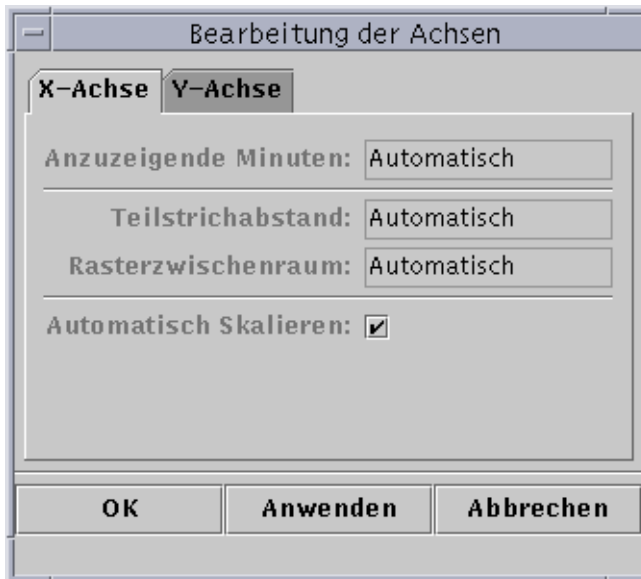 Bearbeitung der Achsen
X-Achse Y-Achse
Anzuzeigende Minuten: Automatisch
Teilstrichabstand: Automatisch
Rasterzwischenraum: Automatisch
Automatisch Skalieren:
OK Anwenden Abbrechen